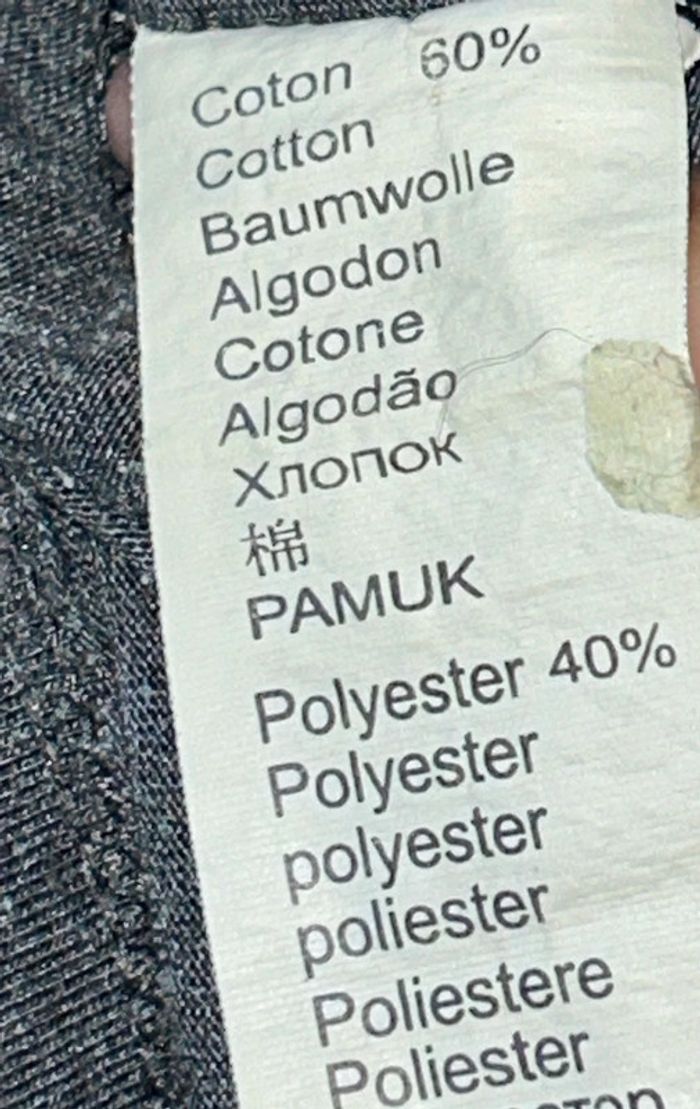 Coton 60%
Cotton
Baumwolle
Algodon
Cotone
Algodão
Хлопок
棉
PAMUK
Polyester 40%
Polyester
polyester
poliester
Poliestere
Poliester